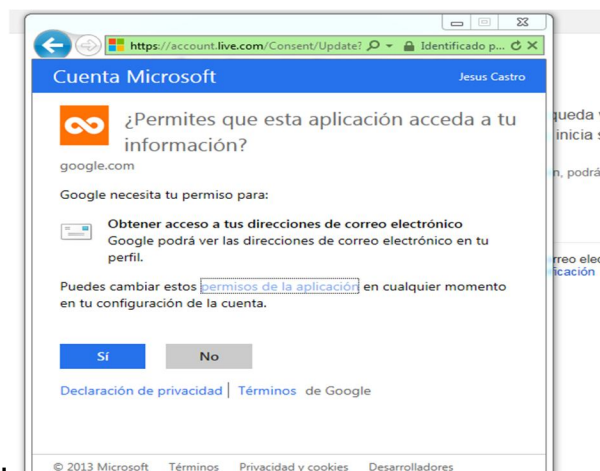 https://account.live.com/Consent/Update? Identificado p...
Cuenta Microsoft Jesus Castro
¿Permites que esta aplicación acceda a tu
información?
google.com
Google necesita tu permiso para:
Obtener acceso a tus direcciones de correo electrónico
Google podrá ver las direcciones de correo electrónico en tu
perfil.
Puedes cambiar estos permisos de la aplicación en cualquier momento
en tu configuración de la cuenta.
Sí No
Declaración de privacidad | Términos de Google
© 2013 Microsoft Términos Privacidad y cookies Desarrolladores
queda
inicia s
n, podrá
rreo elec
ficación
.